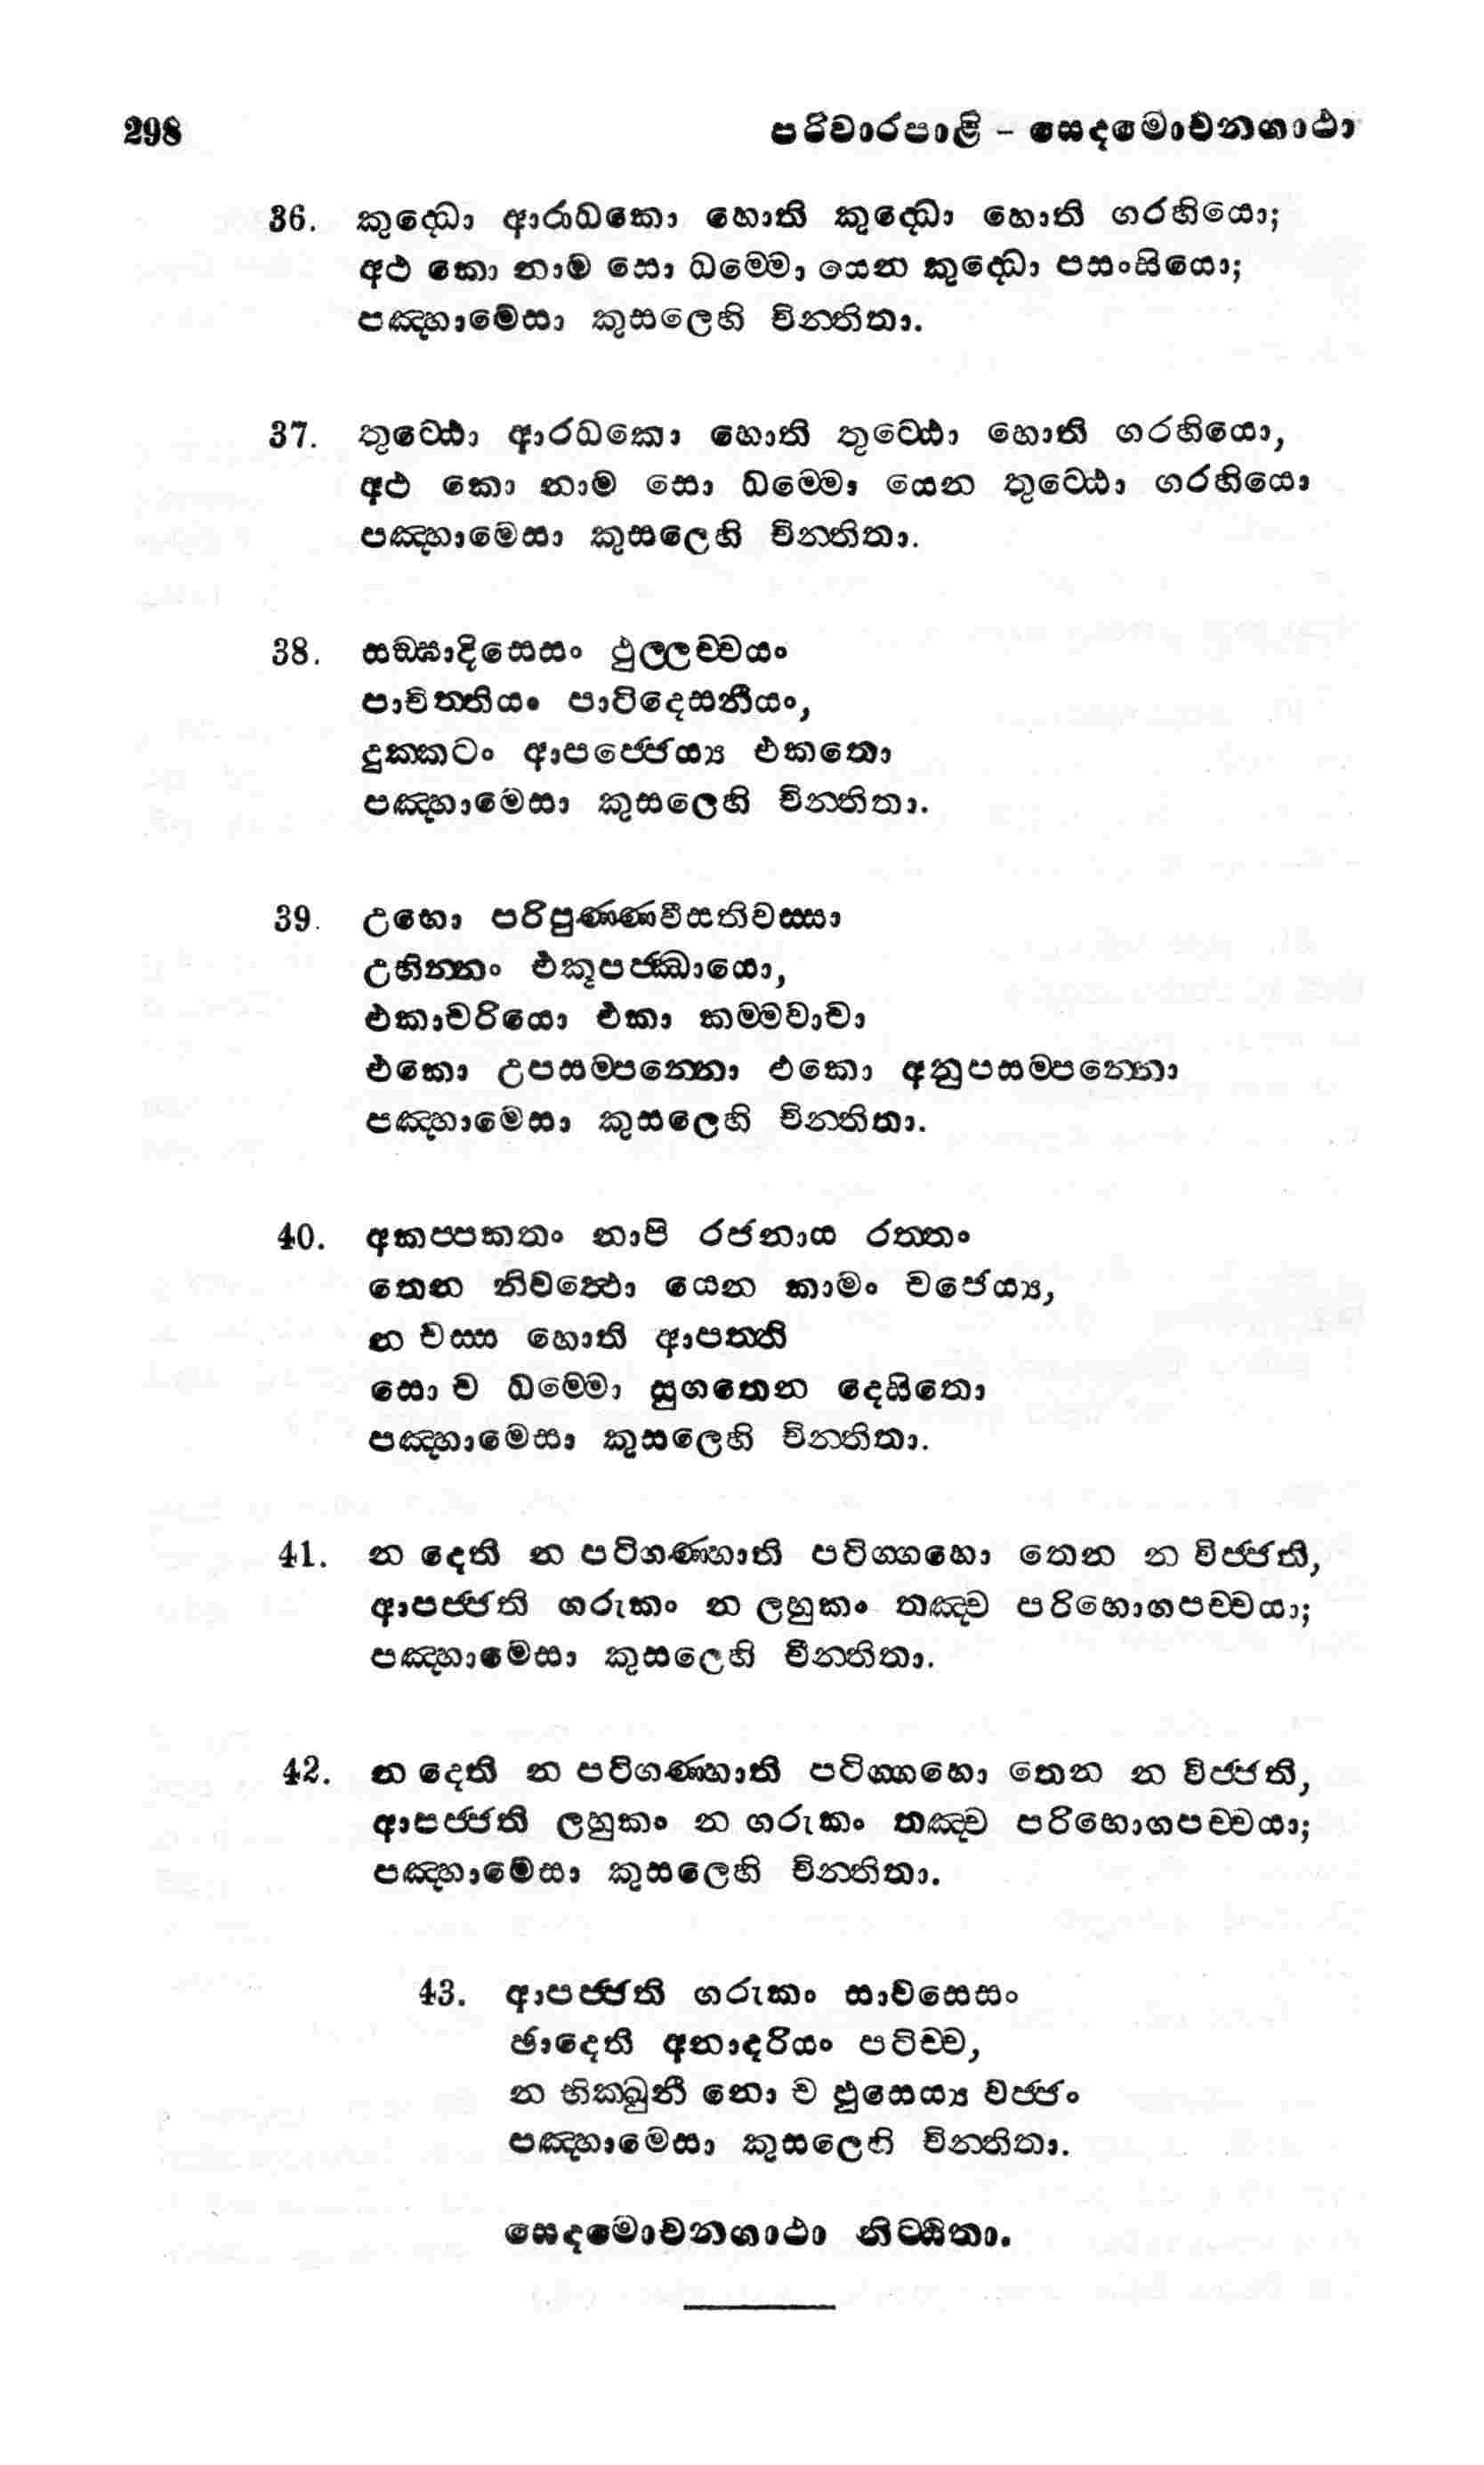 298 පරිවාරපාළි – සෙදමොචනගාථා
36. කුද්ධො ආරාධකො හොති කුද්ධො හොති ගරහියො;
අථ කො නාම සො ධම්මො යෙන කුද්ධො පසංසියො;
පඤ්හාමෙසා කුසලෙහි චින්තිතා.
37. තුට්ඨො ආරධකො හොති තුට්ඨො හොති ගරහියො,
අථ කො නාම සො ධම්මො යෙන තුට්ඨො ගරහියො
පඤ්හාමෙසා කුසලෙහි චින්තිතා.
38. සඞ්ඝාදිසෙසං ථුල්ලච්චයං
පාචිත්තියං පාටිදෙසනීයං,
දුක්කටං ආපජ්ජෙය්‍ය එකතො
පඤ්හාමෙසා කුසලෙහි චින්තිතා.
39. උභො පරිපුණ්ණවීසතිවස්සා
උභින්නං එකූපජ්ඣායො,
එකාචරියො එකා කම්මවාචා
එකො උපසම්පන්නො එකො අනුපසම්පන්නො
පඤ්හාමෙසා කුසලෙහි චින්තිතා.
40. අකප්පකතං නාපි රජනාය රත්තං
තෙන නිවත්ථො යෙන කාමං වජෙය්‍ය,
න චස්ස හොති ආපත්ති
සො ච ධම්මො සුගතෙන දෙසිතො
පඤ්හාමෙසා කුසලෙහි චින්තිතා.
41. න දෙති න පටිගණ්හාති පටිග්ගහො තෙන න විජ්ජති,
ආපජ්ජති ගරුකං න ලහුකං තඤ්ච පරිභොගපච්චයා;
පඤ්හාමෙසා කුසලෙහි චීන්තිතා.
42. න දෙති න පටිගණ්හාති පටිග්ගහො තෙන න විජ්ජති,
ආපජ්ජති ලහුකං න ගරුකං තඤ්ච පරිභොගපච්චයා;
පඤ්හාමෙසා කුසලෙහි චින්තිතා.
43. ආපජ්ජති ගරුකං සාවසෙසං
ඡාදෙති අනාදරියං පටිච්ච,
න භික්ඛුනී නො ච ඵුසෙය්‍ය වජ්ජං
පඤ්හාමෙසා කුසලෙහි චින්තිතා.
සෙදමොචනගාථා නිට්ඨිතා.